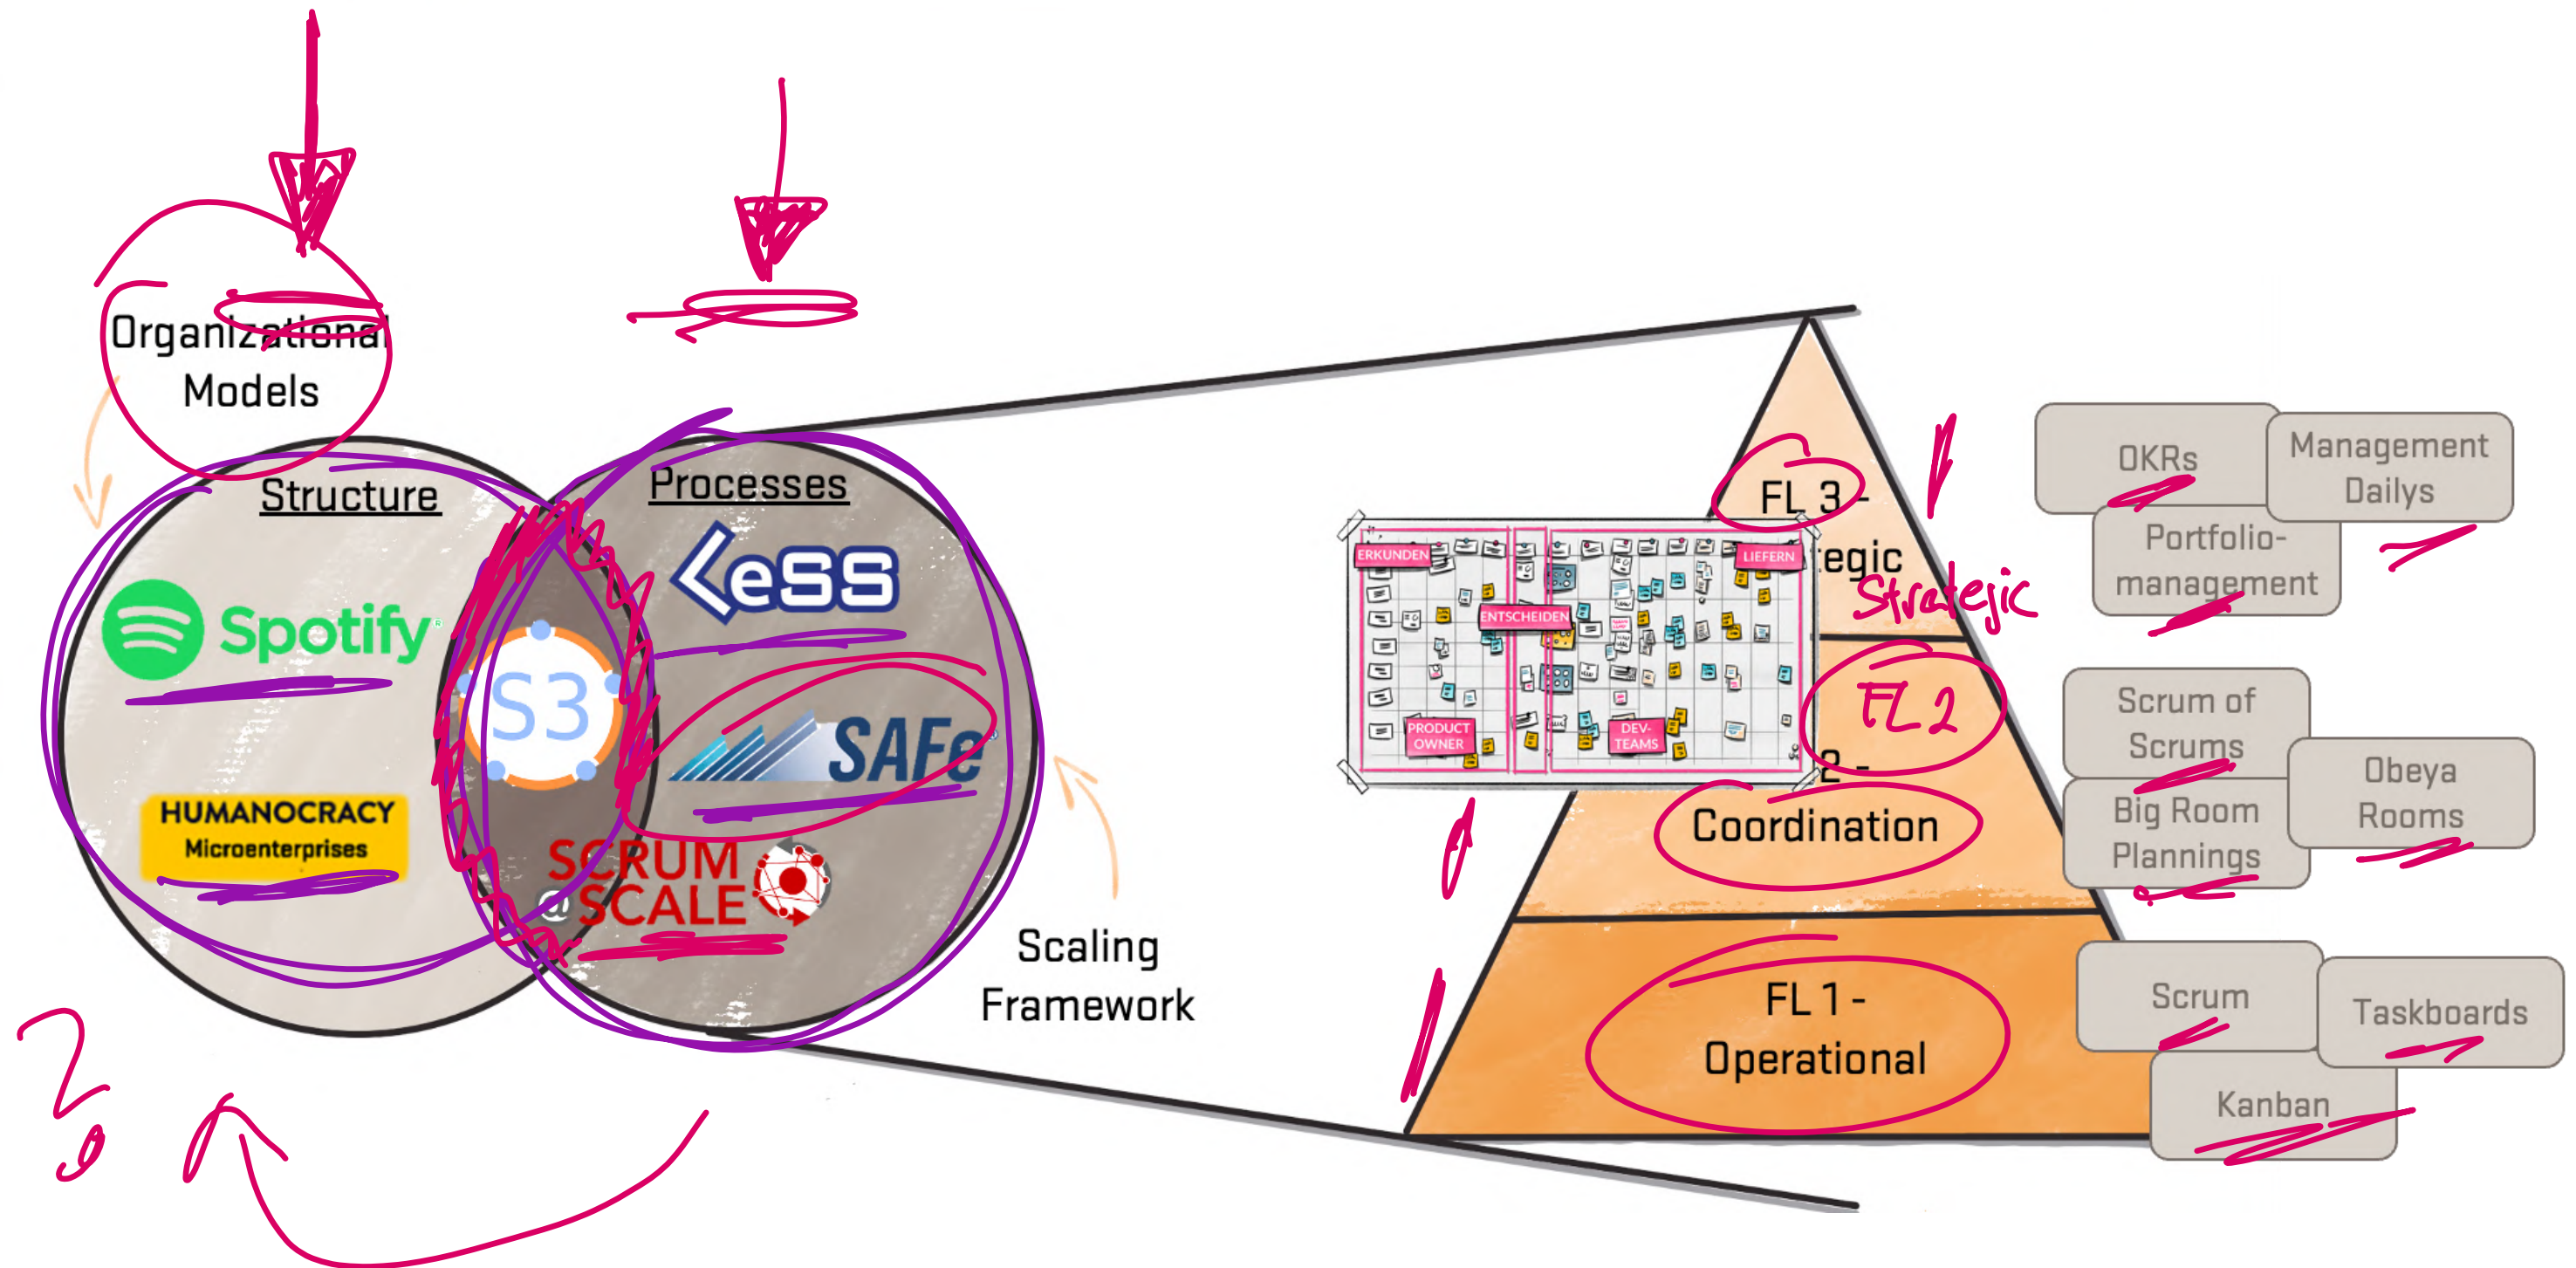 Organizational
Models
Structure
Spotify
HUMANOCRACY
Microenterprises
S3
Processes
LeSS
SAFe
SCRUM
@ SCALE
Scaling
Framework
ERKUNDEN
LIEFERN
ENTSCHEIDEN
PRODUCT
OWNER
DEV-
TEAMS
FL 3 -
tegic
Strategic
FL 2
2 -
Coordination
FL 1 -
Operational
OKRs
Management
Dailys
Portfolio-
management
Scrum of
Scrums
Obeya
Rooms
Big Room
Plannings
Scrum
Taskboards
Kanban
?